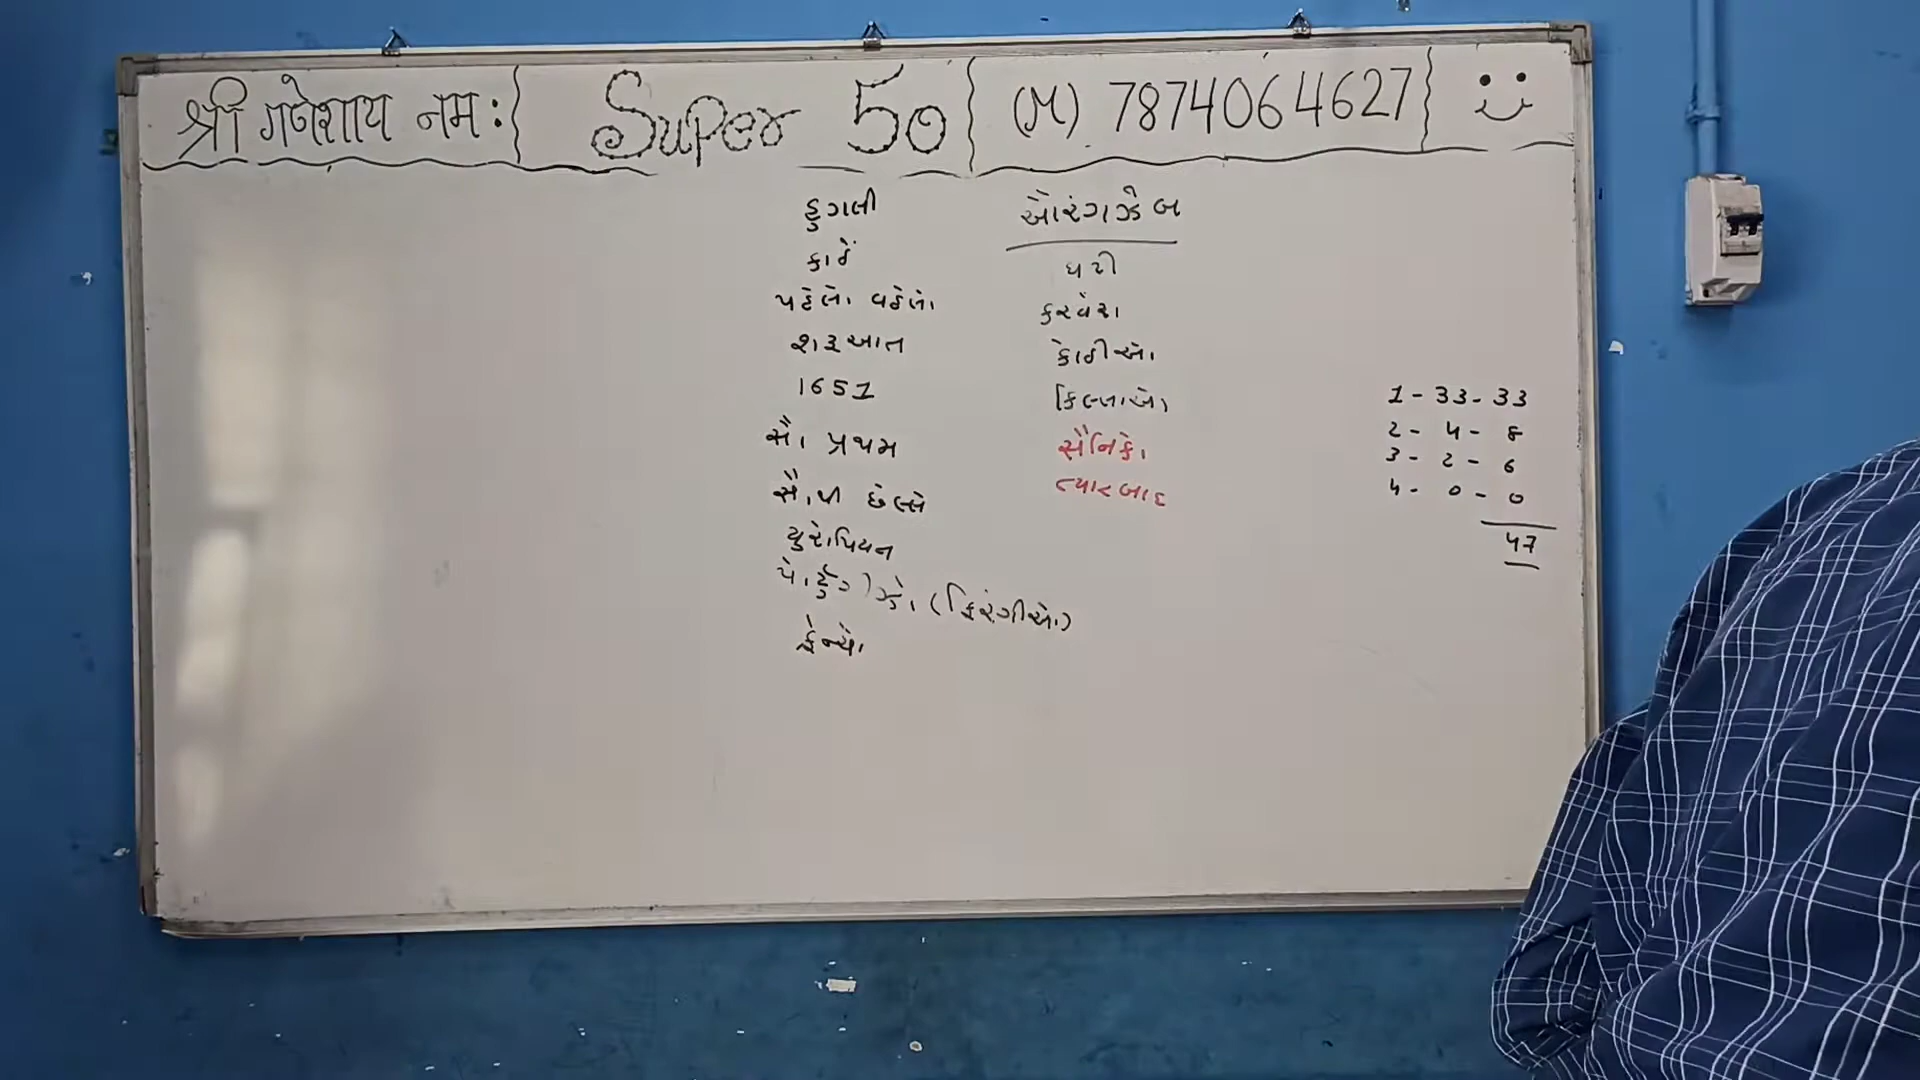 श्री गणेशाय नमः Super 50 (M) 7874064627
હુગલી
કાંઠે
પહેલો વહેલો
શરૂઆત
1651
સૌ પ્રથમ
સૌથી છેલ્લે
યુરોપિયન
પોર્ટુગીઝો (ફિરંગીઓ)
ફ્રેન્ચો
ઔરંગઝેબ
ઘટી
કરવેરા
કોઠીઓ
કિલ્લાઓ
સૈનિકો
ત્યારબાદ
1 - 33 - 33
2 - 4 - 8
3 - 2 - 6
4 - 0 - 0
47